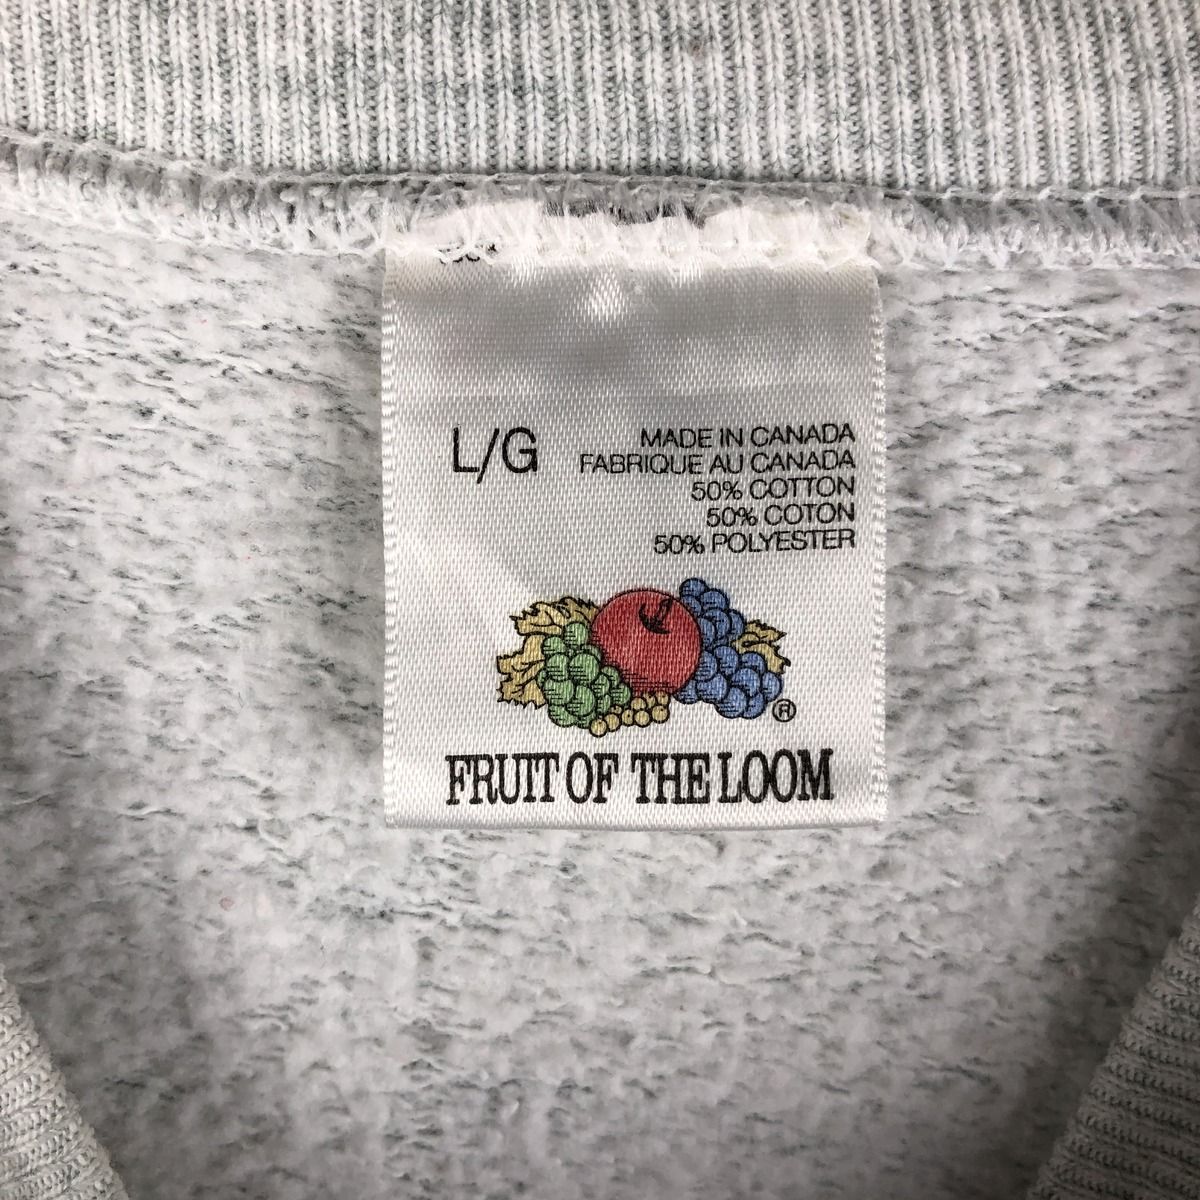 L/G
MADE IN CANADA
FABRIQUE AU CANADA
50% COTTON
50% COTON
50% POLYESTER
®
FRUIT OF THE LOOM